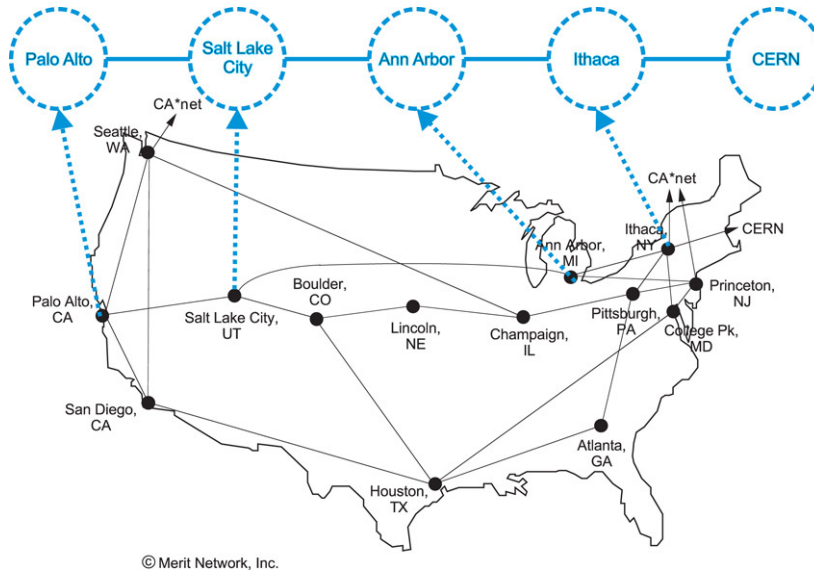 Palo Alto
Salt Lake
City
Ann Arbor
Ithaca
CERN
CA*net
Seattle,
WA
CA*net
Ithaca,
NY
CERN
Ann Arbor,
MI
Palo Alto,
CA
Salt Lake City,
UT
Boulder,
CO
Lincoln,
NE
Champaign,
IL
Pittsburgh,
PA
Princeton,
NJ
College Pk,
MD
San Diego,
CA
Atlanta,
GA
Houston,
TX
© Merit Network, Inc.